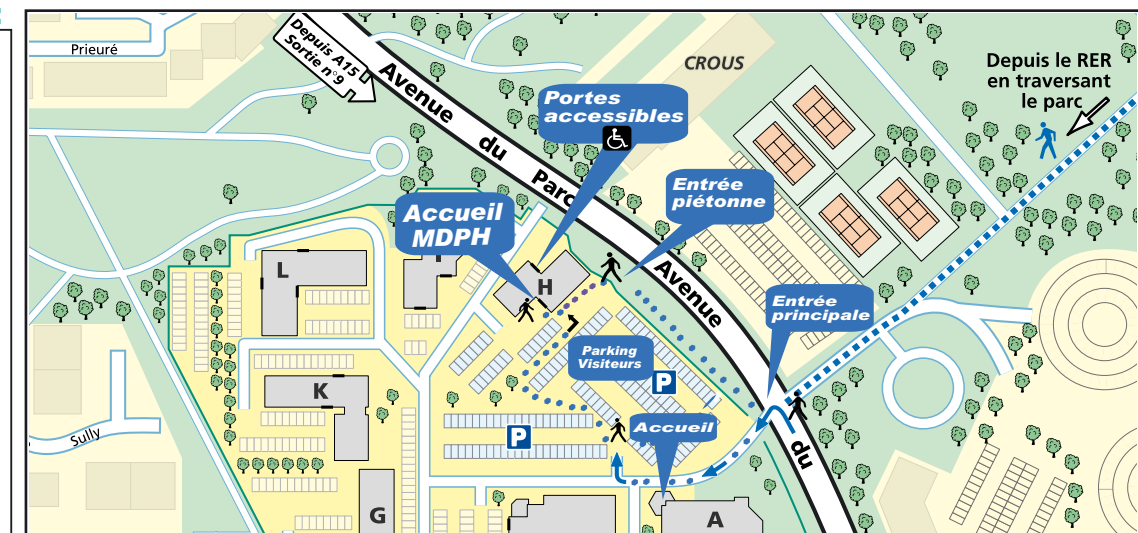 Prieuré
Depuis A15
Sortie n°9
Avenue du Parc
CROUS
Depuis le RER
en traversant
le parc
Portes
accessibles
Entrée
piétonne
Accueil
MDPH
L
H
Avenue du
Entrée
principale
Parking
Visiteurs
P
K
P
Accueil
Sully
G
A